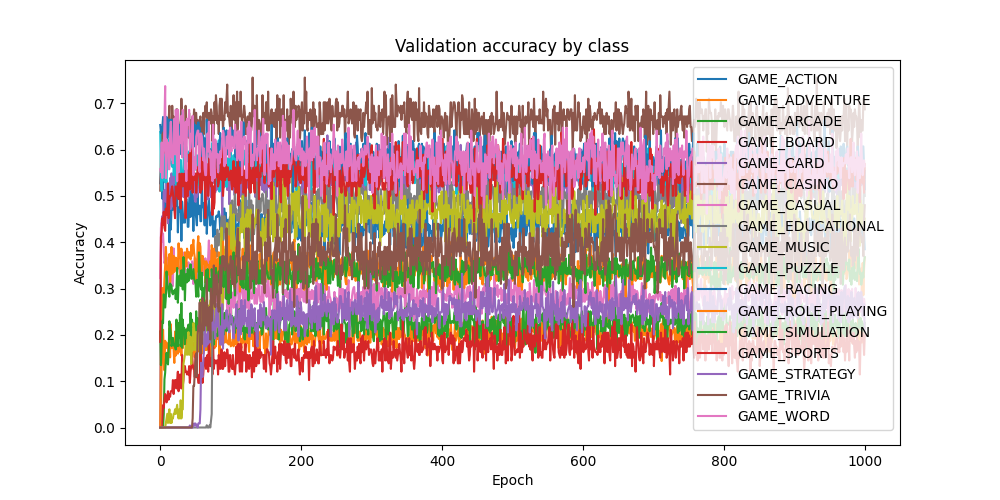 Validation accuracy by class
Accuracy
0.7
0.6
0.5
0.4
0.3
0.2
0.1
0.0
0
200
400
600
800
1000
Epoch
GAME_ACTION
GAME_ADVENTURE
GAME_ARCADE
GAME_BOARD
GAME_CARD
GAME_CASINO
GAME_CASUAL
GAME_EDUCATIONAL
GAME_MUSIC
GAME_PUZZLE
GAME_RACING
GAME_ROLE_PLAYING
GAME_SIMULATION
GAME_SPORTS
GAME_STRATEGY
GAME_TRIVIA
GAME_WORD